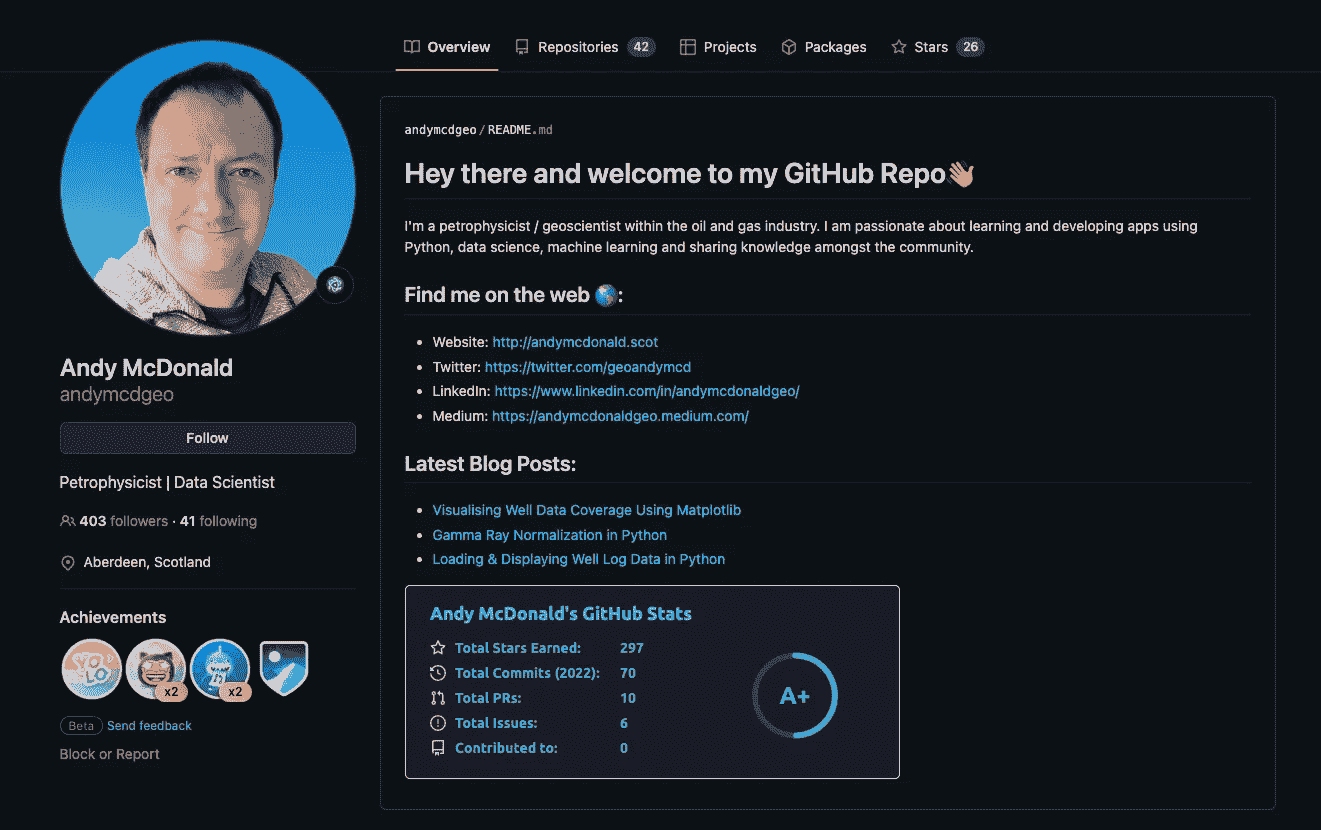 Overview Repositories 42 Projects Packages Stars 26
andymcdgeo/README.md
Hey there and welcome to my GitHub Repo👋
I'm a petrophysicist / geoscientist within the oil and gas industry. I am passionate about learning and developing apps using
Python, data science, machine learning and sharing knowledge amongst the community.
Find me on the web 🌎:
Website: http://andymcdonald.scot
Twitter: https://twitter.com/geoandymcd
LinkedIn: https://www.linkedin.com/in/andymcdonaldgeo/
Medium: https://andymcdonaldgeo.medium.com/
Latest Blog Posts:
Visualising Well Data Coverage Using Matplotlib
Gamma Ray Normalization in Python
Loading & Displaying Well Log Data in Python
Andy McDonald's GitHub Stats
Total Stars Earned: 297
Total Commits (2022): 70
Total PRs: 10
Total Issues: 6
Contributed to: 0
A+
Andy McDonald
andymcdgeo
Follow
Petrophysicist | Data Scientist
403 followers · 41 following
Aberdeen, Scotland
Achievements
YOLO
x2
x2
Beta Send feedback
Block or Report